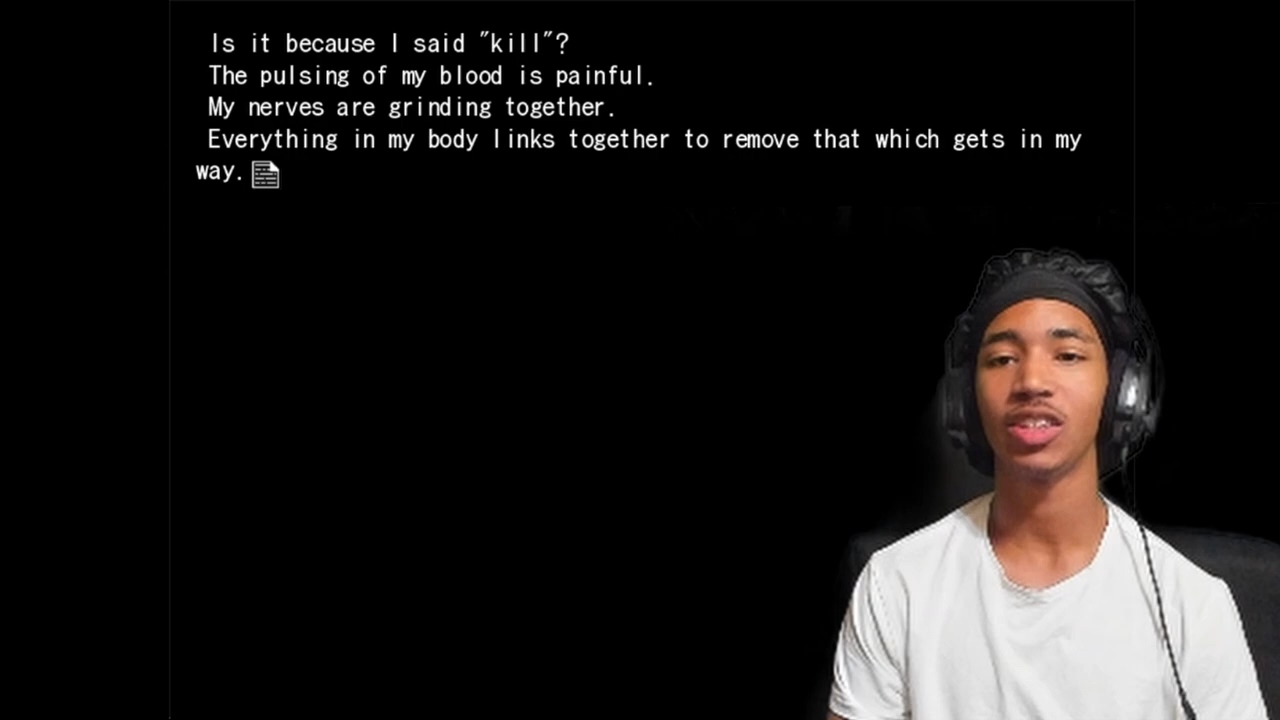 Is it because I said "kill"?
The pulsing of my blood is painful.
My nerves are grinding together.
Everything in my body links together to remove that which gets in my
way.